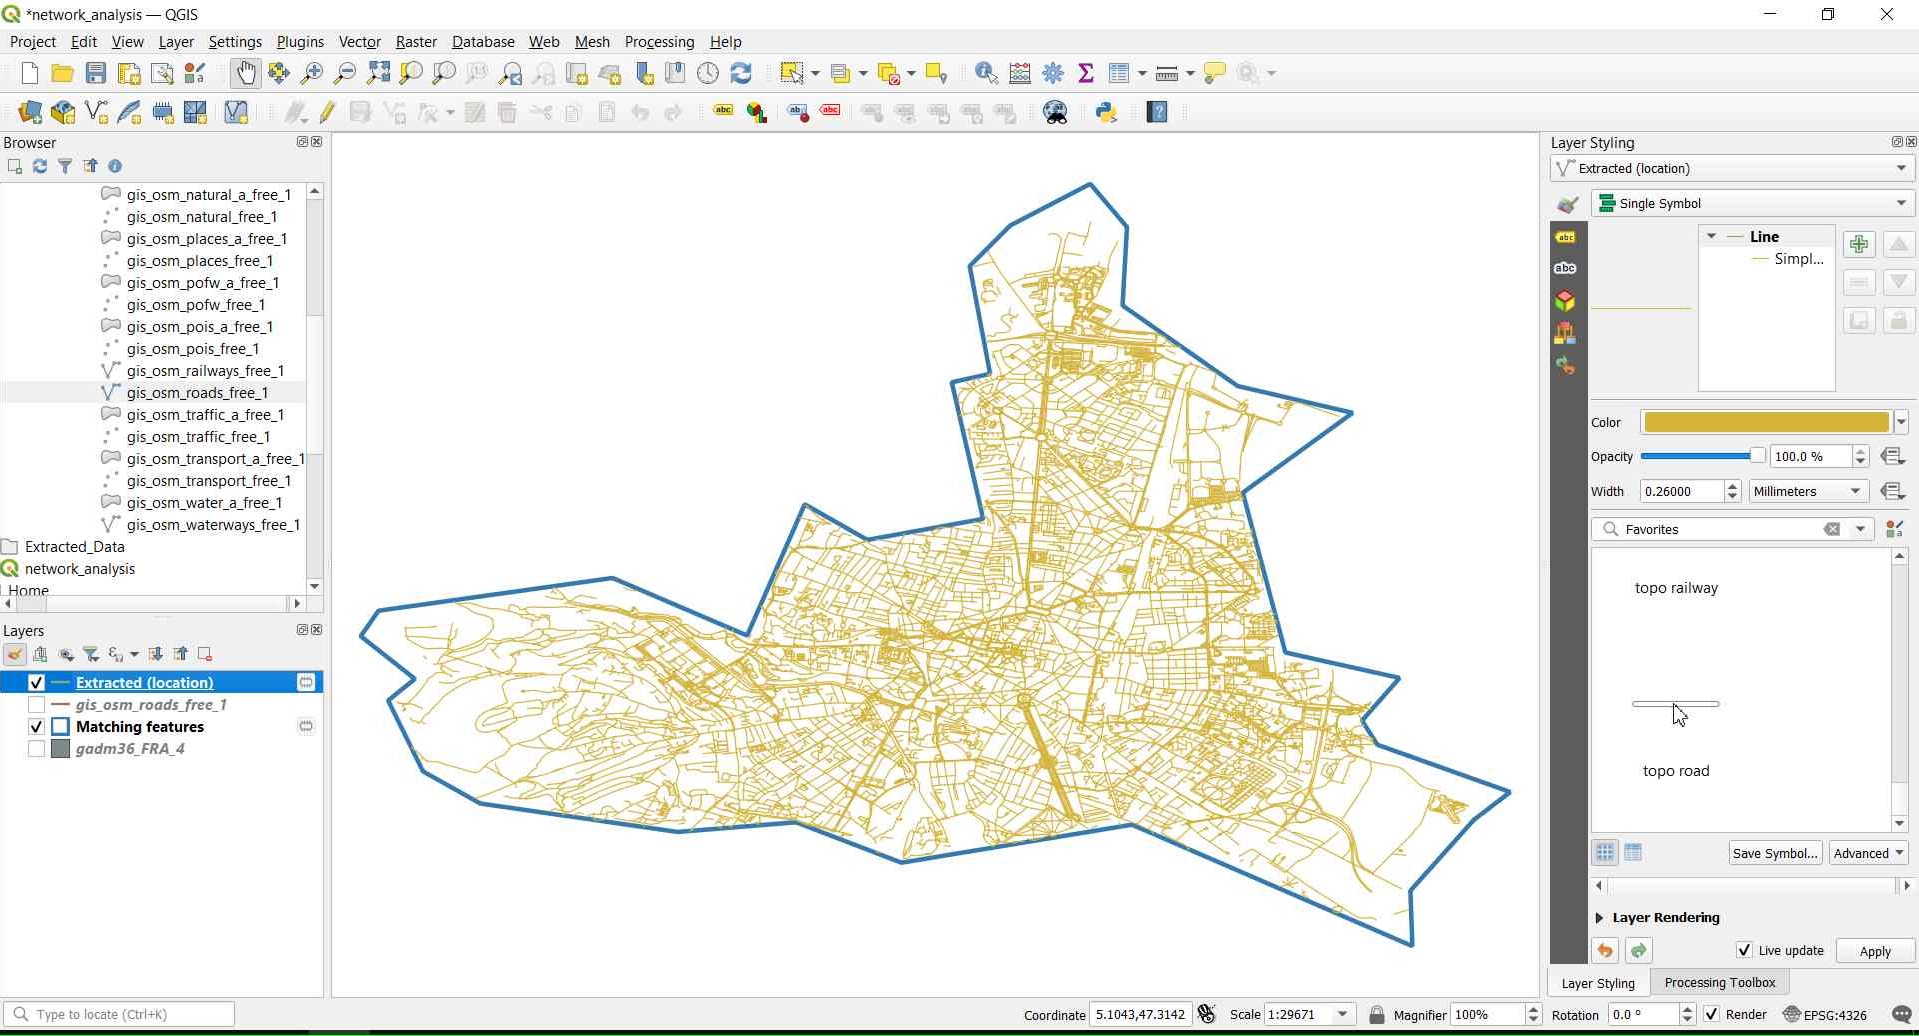 *network_analysis — QGIS
Project Edit View Layer Settings Plugins Vector Raster Database Web Mesh Processing Help
Browser
gis_osm_natural_a_free_1
gis_osm_natural_free_1
gis_osm_places_a_free_1
gis_osm_places_free_1
gis_osm_pofw_a_free_1
gis_osm_pofw_free_1
gis_osm_pois_a_free_1
gis_osm_pois_free_1
gis_osm_railways_free_1
gis_osm_roads_free_1
gis_osm_traffic_a_free_1
gis_osm_traffic_free_1
gis_osm_transport_a_free_1
gis_osm_transport_free_1
gis_osm_water_a_free_1
gis_osm_waterways_free_1
Extracted_Data
network_analysis
Home
Layers
Extracted (location)
gis_osm_roads_free_1
Matching features
gadm36_FRA_4
Type to locate (Ctrl+K)
Layer Styling
Extracted (location)
Single Symbol
Line
Simpl...
Color
Opacity 100.0 %
Width 0.26000 Millimeters
Favorites
topo railway
topo road
Save Symbol... Advanced
Layer Rendering
Live update Apply
Layer Styling Processing Toolbox
Coordinate 5.1043,47.3142 Scale 1:29671 Magnifier 100% Rotation 0.0 ° Render EPSG:4326